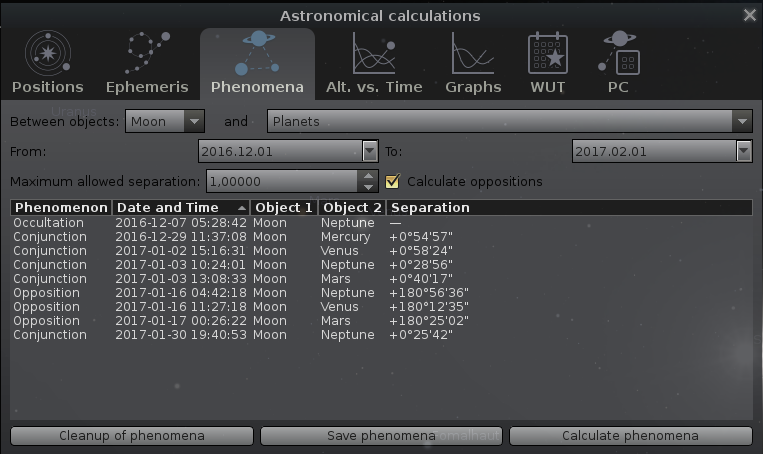 Astronomical calculations
Positions Ephemeris Phenomena Alt. vs. Time Graphs WUT PC
Uranus
Between objects: Moon and Planets
From: 2016.12.01 To: 2017.02.01
Maximum allowed separation: 1,00000 Calculate oppositions
Phenomenon Date and Time Object 1 Object 2 Separation
Occultation 2016-12-07 05:28:42 Moon Neptune —
Conjunction 2016-12-29 11:37:08 Moon Mercury +0°54'57"
Conjunction 2017-01-02 15:16:31 Moon Venus +0°58'24"
Conjunction 2017-01-03 10:24:01 Moon Neptune +0°28'56"
Conjunction 2017-01-03 13:08:33 Moon Mars +0°40'17"
Opposition 2017-01-16 04:42:18 Moon Neptune +180°56'36"
Opposition 2017-01-16 11:27:18 Moon Venus +180°12'35"
Opposition 2017-01-17 00:26:22 Moon Mars +180°25'02"
Conjunction 2017-01-30 19:40:53 Moon Neptune +0°25'42"
Cleanup of phenomena Save phenomena Fomalhaut Calculate phenomena